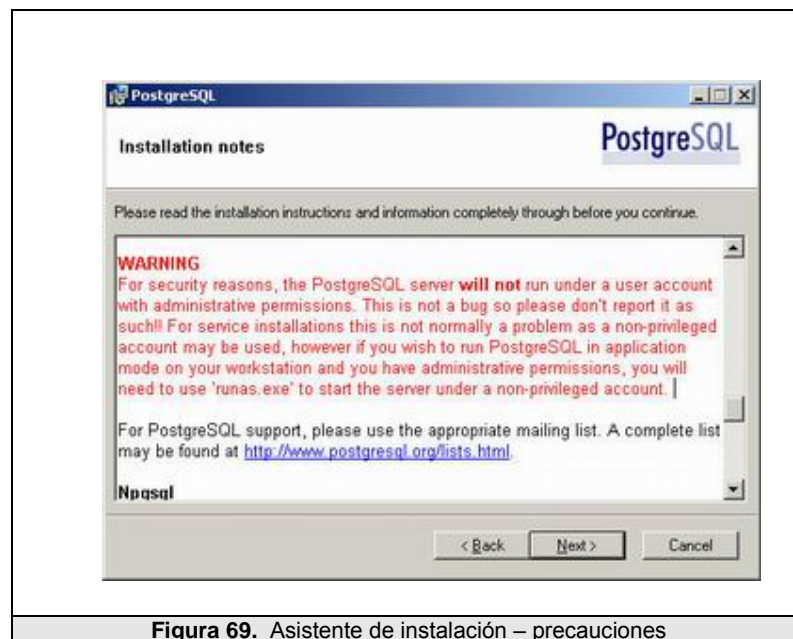 PostgreSQL
Installation notes
PostgreSQL
Please read the installation instructions and information completely through before you continue.
WARNING
For security reasons, the PostgreSQL server will not run under a user account
with administrative permissions. This is not a bug so please don't report it as
such!! For service installations this is not normally a problem as a non-privileged
account may be used, however if you wish to run PostgreSQL in application
mode on your workstation and you have administrative permissions, you will
need to use 'runas.exe' to start the server under a non-privileged account.
For PostgreSQL support, please use the appropriate mailing list. A complete list
may be found at http://www.postgresql.org/lists.html.
Npgsql
< Back
Next >
Cancel
Figura 69. Asistente de instalación – precauciones